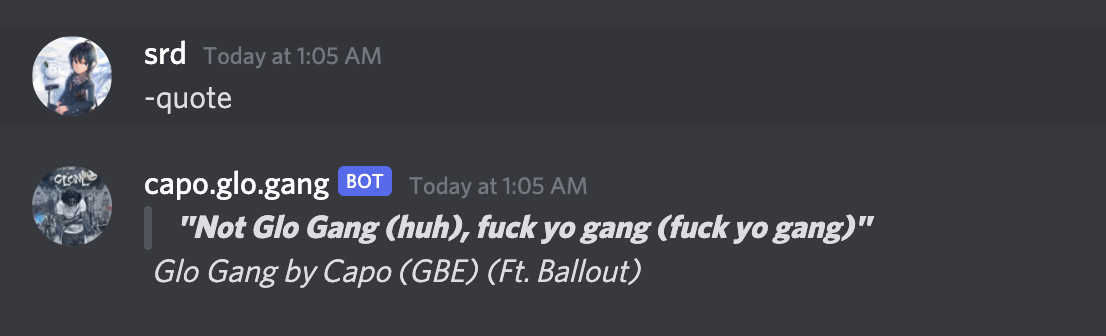 srd Today at 1:05 AM
-quote
capo.glo.gang BOT Today at 1:05 AM
"Not Glo Gang (huh), fuck yo gang (fuck yo gang)"
Glo Gang by Capo (GBE) (Ft. Ballout)